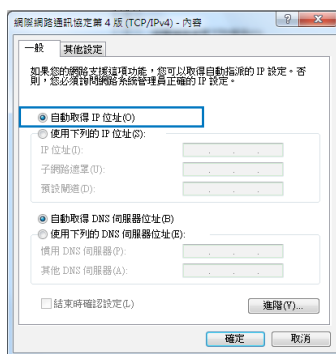 網際網路通訊協定第 4 版 (TCP/IPv4) - 內容
一般 其他設定
如果您的網路支援這項功能，您可以取得自動指派的 IP 設定。否
則，您必須詢問網路系統管理員正確的 IP 設定。
自動取得 IP 位址(O)
使用下列的 IP 位址(S):
IP 位址(I):
子網路遮罩(U):
預設閘道(D):
自動取得 DNS 伺服器位址(B)
使用下列的 DNS 伺服器位址(E):
慣用 DNS 伺服器(P):
其他 DNS 伺服器(A):
結束時確認設定(L)
進階(V)...
確定 取消